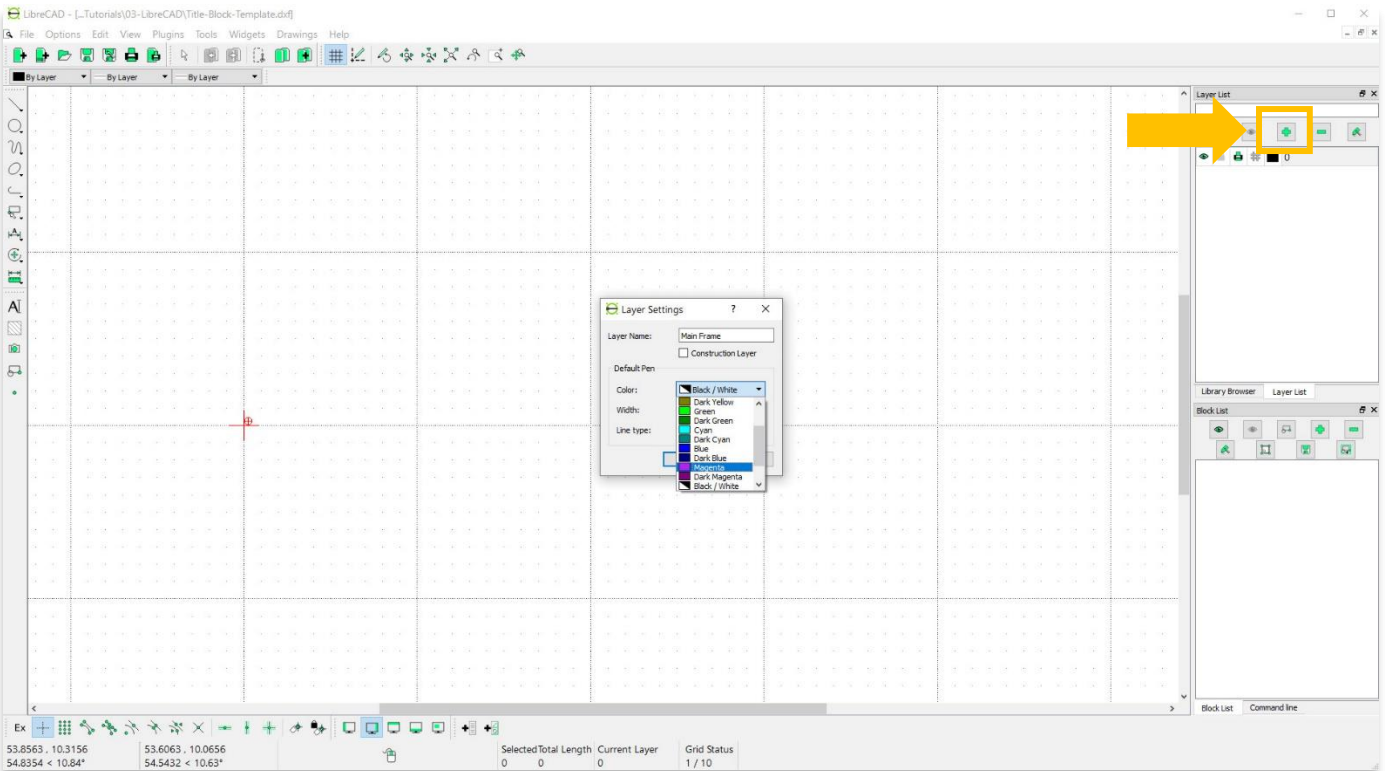 LibreCAD - [...Tutorials\03-LibreCAD\Title-Block-Template.dxf]
File Options Edit View Plugins Tools Widgets Drawings Help
By Layer By Layer By Layer
Layer List
0
Layer Settings ? ×
Layer Name: Main Frame
Construction Layer
Default Pen
Color: Black / White
Dark Yellow
Width: Green
Dark Green
Line type: Cyan
Dark Cyan
Blue
Dark Blue
Magenta
Dark Magenta
Black / White
Library Browser Layer List
Block List
Block List Command line
Ex
53.8563 , 10.3156 53.6063 , 10.0656 Selected Total Length Current Layer Grid Status
54.8354 < 10.84° 54.5432 < 10.63° 0 0 0 1 / 10